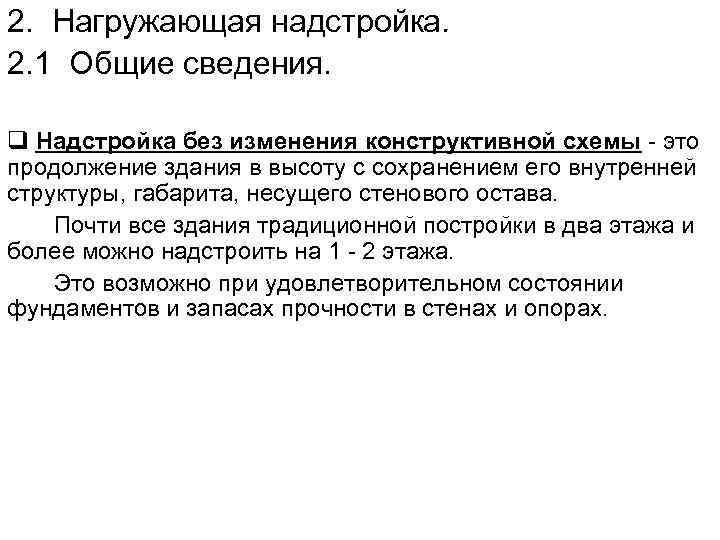 2. Нагружающая надстройка.
2.1 Общие сведения.
❑ Надстройка без изменения конструктивной схемы - это
продолжение здания в высоту с сохранением его внутренней
структуры, габарита, несущего стенового остава.
Почти все здания традиционной постройки в два этажа и
более можно надстроить на 1 - 2 этажа.
Это возможно при удовлетворительном состоянии
фундаментов и запасах прочности в стенах и опорах.